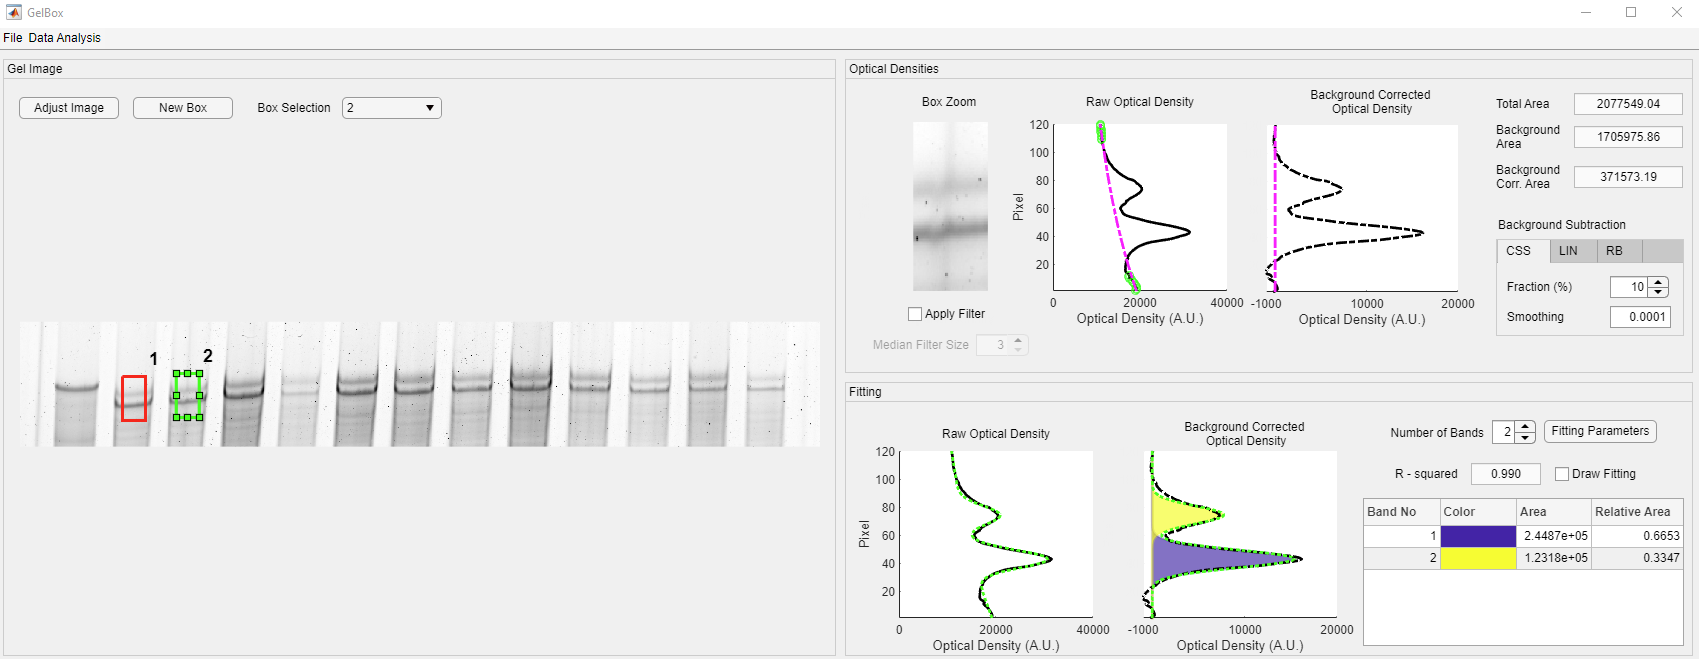 GelBox
File Data Analysis
Gel Image
Adjust Image
New Box
Box Selection
2
1
2
Optical Densities
Box Zoom
Apply Filter
Median Filter Size
3
Raw Optical Density
120
100
80
60
40
20
0
20000
40000
Pixel
Optical Density (A.U.)
Background Corrected
Optical Density
-1000
10000
20000
Optical Density (A.U.)
Total Area
2077549.04
Background
Area
1705975.86
Background
Corr. Area
371573.19
Background Subtraction
CSS
LIN
RB
Fraction (%)
10
Smoothing
0.0001
Fitting
Raw Optical Density
120
100
80
60
40
20
0
20000
40000
Pixel
Optical Density (A.U.)
Background Corrected
Optical Density
-1000
10000
20000
Optical Density (A.U.)
Number of Bands
2
Fitting Parameters
R - squared
0.990
Draw Fitting
Band No Color Area Relative Area
1 2.4487e+05 0.6653
2 1.2318e+05 0.3347